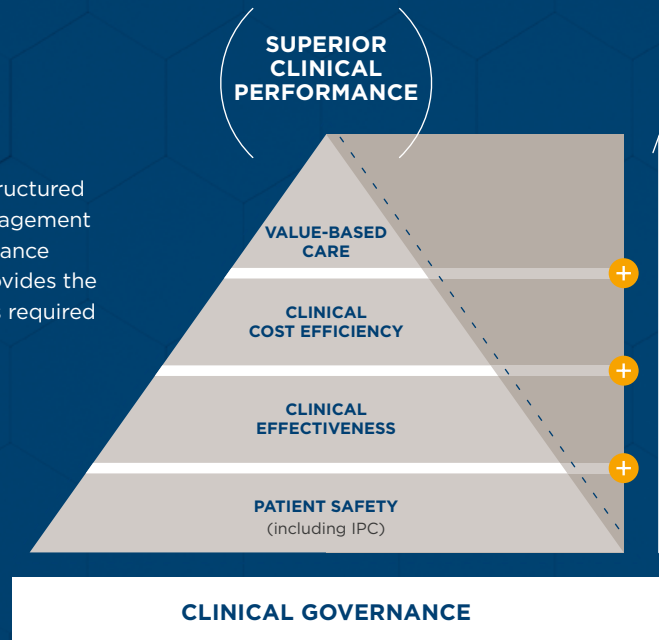 SUPERIOR
CLINICAL
PERFORMANCE
ructured
agement
ance
vides the
required
VALUE-BASED
CARE
CLINICAL
COST EFFICIENCY
CLINICAL
EFFECTIVENESS
PATIENT SAFETY
(including IPC)
CLINICAL GOVERNANCE